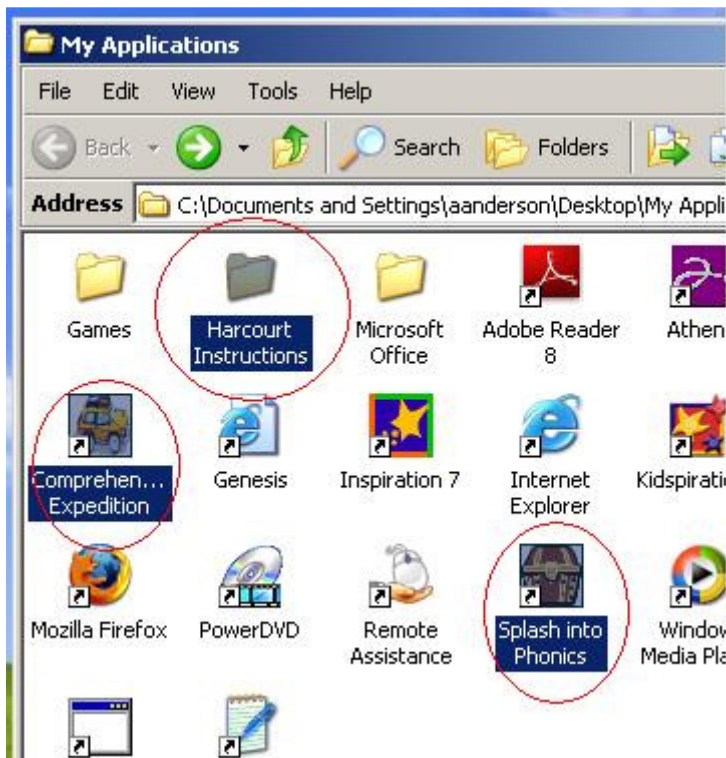 My Applications
File Edit View Tools Help
Back Search Folders
Address C:\Documents and Settings\aanderson\Desktop\My Appli
Games Harcourt Instructions Microsoft Office Adobe Reader 8 Athen
Comprehen... Expedition Genesis Inspiration 7 Internet Explorer Kidspirati
Mozilla Firefox PowerDVD Remote Assistance Splash into Phonics Window Media Pla